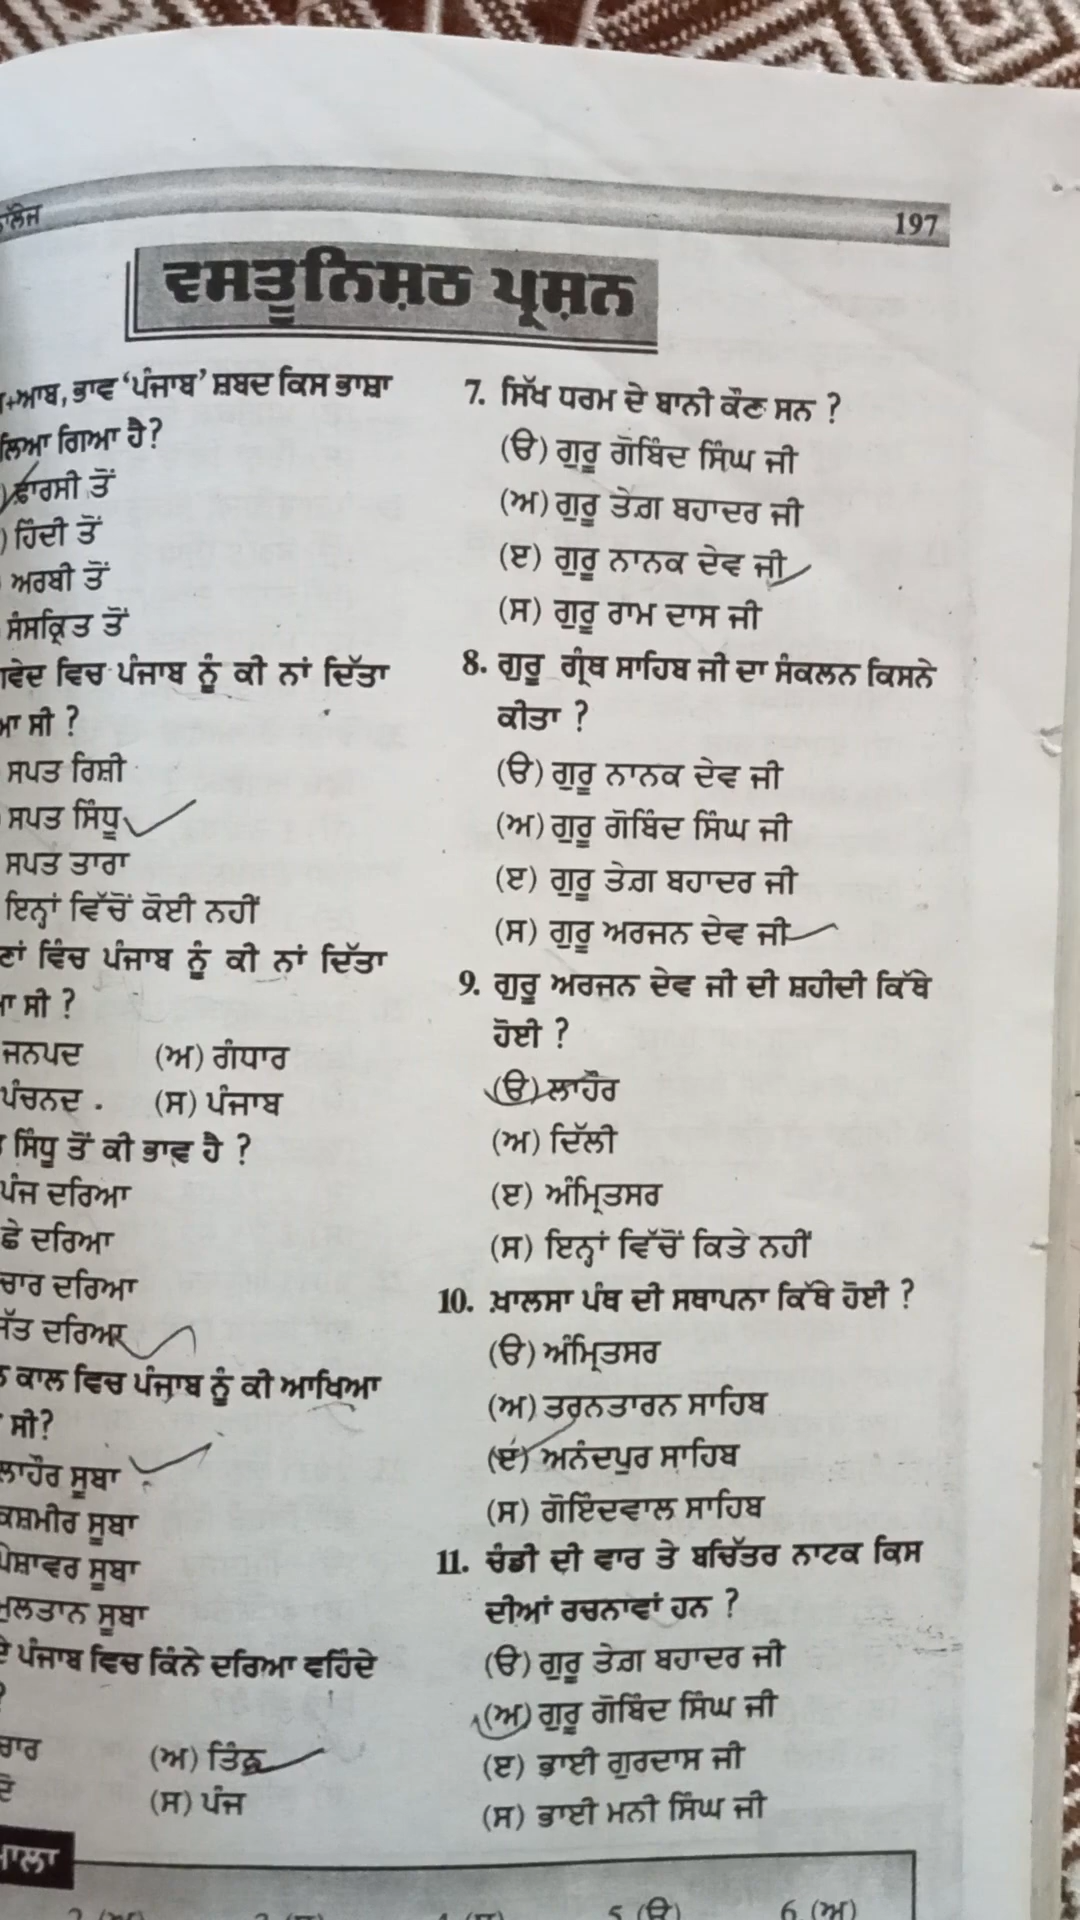 197
ਵਸਤੂਨਿਸ਼ਠ ਪ੍ਰਸ਼ਨ
+ਆਬ, ਭਾਵ 'ਪੰਜਾਬ' ਸ਼ਬਦ ਕਿਸ ਭਾਸ਼ਾ
ਲਿਆ ਗਿਆ ਹੈ?
) ਫ਼ਾਰਸੀ ਤੋਂ
) ਹਿੰਦੀ ਤੋਂ
ਅਰਬੀ ਤੋਂ
ਸੰਸਕ੍ਰਿਤ ਤੋਂ
ਵੇਦ ਵਿਚ ਪੰਜਾਬ ਨੂੰ ਕੀ ਨਾਂ ਦਿੱਤਾ
ਸੀ ?
ਸਪਤ ਰਿਸ਼ੀ
ਸਪਤ ਸਿੰਧੂ
ਸਪਤ ਤਾਰਾ
ਇਨ੍ਹਾਂ ਵਿੱਚੋਂ ਕੋਈ ਨਹੀਂ
ਵਿੰਚ ਪੰਜਾਬ ਨੂੰ ਕੀ ਨਾਂ ਦਿੱਤਾ
ਸੀ ?
ਜਨਪਦ (ਅ) ਗੰਧਾਰ
ਪੰਚਨਦ . (ਸ) ਪੰਜਾਬ
ਸਿੰਧੂ ਤੋਂ ਕੀ ਭਾਵ ਹੈ ?
ਪੰਜ ਦਰਿਆ
ਛੇ ਦਰਿਆ
ਚਾਰ ਦਰਿਆ
ਸੱਤ ਦਰਿਆ
ਕਾਲ ਵਿਚ ਪੰਜਾਬ ਨੂੰ ਕੀ ਆਖਿਆ
ਸੀ?
ਲਾਹੌਰ ਸੂਬਾ
ਕਸ਼ਮੀਰ ਸੂਬਾ
ਪੇਸ਼ਾਵਰ ਸੂਬਾ
ਮੁਲਤਾਨ ਸੂਬਾ
ਪੰਜਾਬ ਵਿਚ ਕਿੰਨੇ ਦਰਿਆ ਵਹਿੰਦੇ
?
ਚਾਰ (ਅ) ਤਿੰਨ
(ਸ) ਪੰਜ
7. ਸਿੱਖ ਧਰਮ ਦੇ ਬਾਨੀ ਕੌਣ ਸਨ ?
(ੳ) ਗੁਰੂ ਗੋਬਿੰਦ ਸਿੰਘ ਜੀ
(ਅ) ਗੁਰੂ ਤੇਗ਼ ਬਹਾਦਰ ਜੀ
(ੲ) ਗੁਰੂ ਨਾਨਕ ਦੇਵ ਜੀ
(ਸ) ਗੁਰੂ ਰਾਮ ਦਾਸ ਜੀ
8. ਗੁਰੂ ਗ੍ਰੰਥ ਸਾਹਿਬ ਜੀ ਦਾ ਸੰਕਲਨ ਕਿਸਨੇ
ਕੀਤਾ ?
(ੳ) ਗੁਰੂ ਨਾਨਕ ਦੇਵ ਜੀ
(ਅ) ਗੁਰੂ ਗੋਬਿੰਦ ਸਿੰਘ ਜੀ
(ੲ) ਗੁਰੂ ਤੇਗ਼ ਬਹਾਦਰ ਜੀ
(ਸ) ਗੁਰੂ ਅਰਜਨ ਦੇਵ ਜੀ
9. ਗੁਰੂ ਅਰਜਨ ਦੇਵ ਜੀ ਦੀ ਸ਼ਹੀਦੀ ਕਿੱਥੇ
ਹੋਈ ?
(ੳ) ਲਾਹੌਰ
(ਅ) ਦਿੱਲੀ
(ੲ) ਅੰਮ੍ਰਿਤਸਰ
(ਸ) ਇਨ੍ਹਾਂ ਵਿੱਚੋਂ ਕਿਤੇ ਨਹੀਂ
10. ਖ਼ਾਲਸਾ ਪੰਥ ਦੀ ਸਥਾਪਨਾ ਕਿੱਥੇ ਹੋਈ ?
(ੳ) ਅੰਮ੍ਰਿਤਸਰ
(ਅ) ਤਰਨਤਾਰਨ ਸਾਹਿਬ
(ੲ) ਅਨੰਦਪੁਰ ਸਾਹਿਬ
(ਸ) ਗੋਇੰਦਵਾਲ ਸਾਹਿਬ
11. ਚੰਡੀ ਦੀ ਵਾਰ ਤੇ ਬਚਿੱਤਰ ਨਾਟਕ ਕਿਸ
ਦੀਆਂ ਰਚਨਾਵਾਂ ਹਨ ?
(ੳ) ਗੁਰੂ ਤੇਗ਼ ਬਹਾਦਰ ਜੀ
(ਅ) ਗੁਰੂ ਗੋਬਿੰਦ ਸਿੰਘ ਜੀ
(ੲ) ਭਾਈ ਗੁਰਦਾਸ ਜੀ
(ਸ) ਭਾਈ ਮਨੀ ਸਿੰਘ ਜੀ
5 (ੳ) 6 (ਅ)